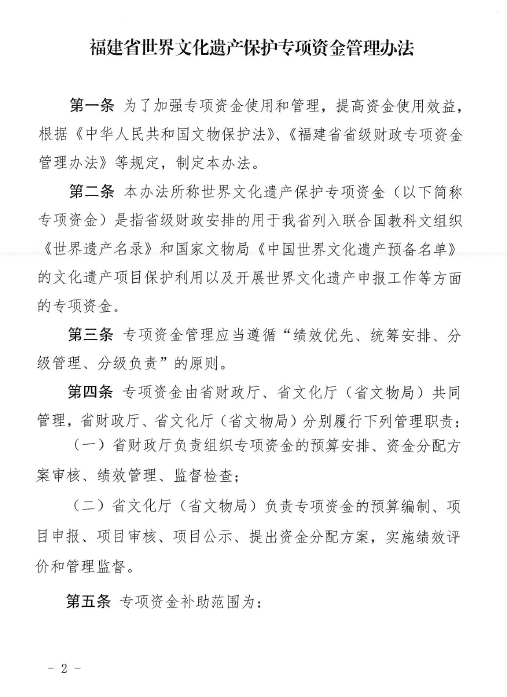 福建省世界文化遗产保护专项资金管理办法
第一条 为了加强专项资金使用和管理，提高资金使用效益，
根据《中华人民共和国文物保护法》、《福建省省级财政专项资金
管理办法》等规定，制定本办法。
第二条 本办法所称世界文化遗产保护专项资金（以下简称
专项资金）是指省级财政安排的用于我省列入联合国教科文组织
《世界遗产名录》和国家文物局《中国世界文化遗产预备名单》
的文化遗产项目保护利用以及开展世界文化遗产申报工作等方面
的专项资金。
第三条 专项资金管理应当遵循“绩效优先、统筹安排、分
级管理、分级负责”的原则。
第四条 专项资金由省财政厅、省文化厅（省文物局）共同
管理，省财政厅、省文化厅（省文物局）分别履行下列管理职责：
（一）省财政厅负责组织专项资金的预算安排、资金分配方
案审核、绩效管理、监督检查；
（二）省文化厅（省文物局）负责专项资金的预算编制、项
目申报、项目审核、项目公示、提出资金分配方案，实施绩效评
价和管理监督。
第五条 专项资金补助范围为：
- 2 -